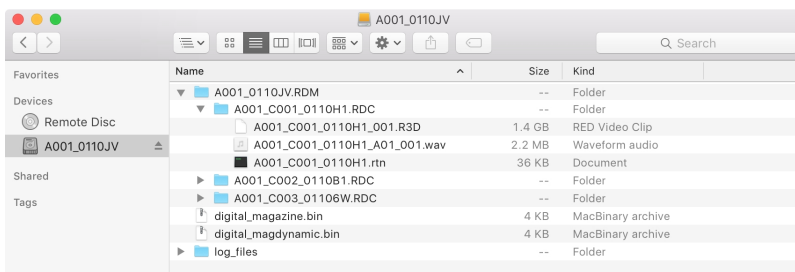 A001_0110JV
Search
Favorites
Devices
Remote Disc
A001_0110JV
Shared
Tags
Name Size Kind
A001_0110JV.RDM -- Folder
A001_C001_0110H1.RDC -- Folder
A001_C001_0110H1_001.R3D 1.4 GB RED Video Clip
A001_C001_0110H1_A01_001.wav 2.2 MB Waveform audio
A001_C001_0110H1.rtn 36 KB Document
A001_C002_0110B1.RDC -- Folder
A001_C003_01106W.RDC -- Folder
digital_magazine.bin 4 KB MacBinary archive
digital_magdynamic.bin 4 KB MacBinary archive
log_files -- Folder